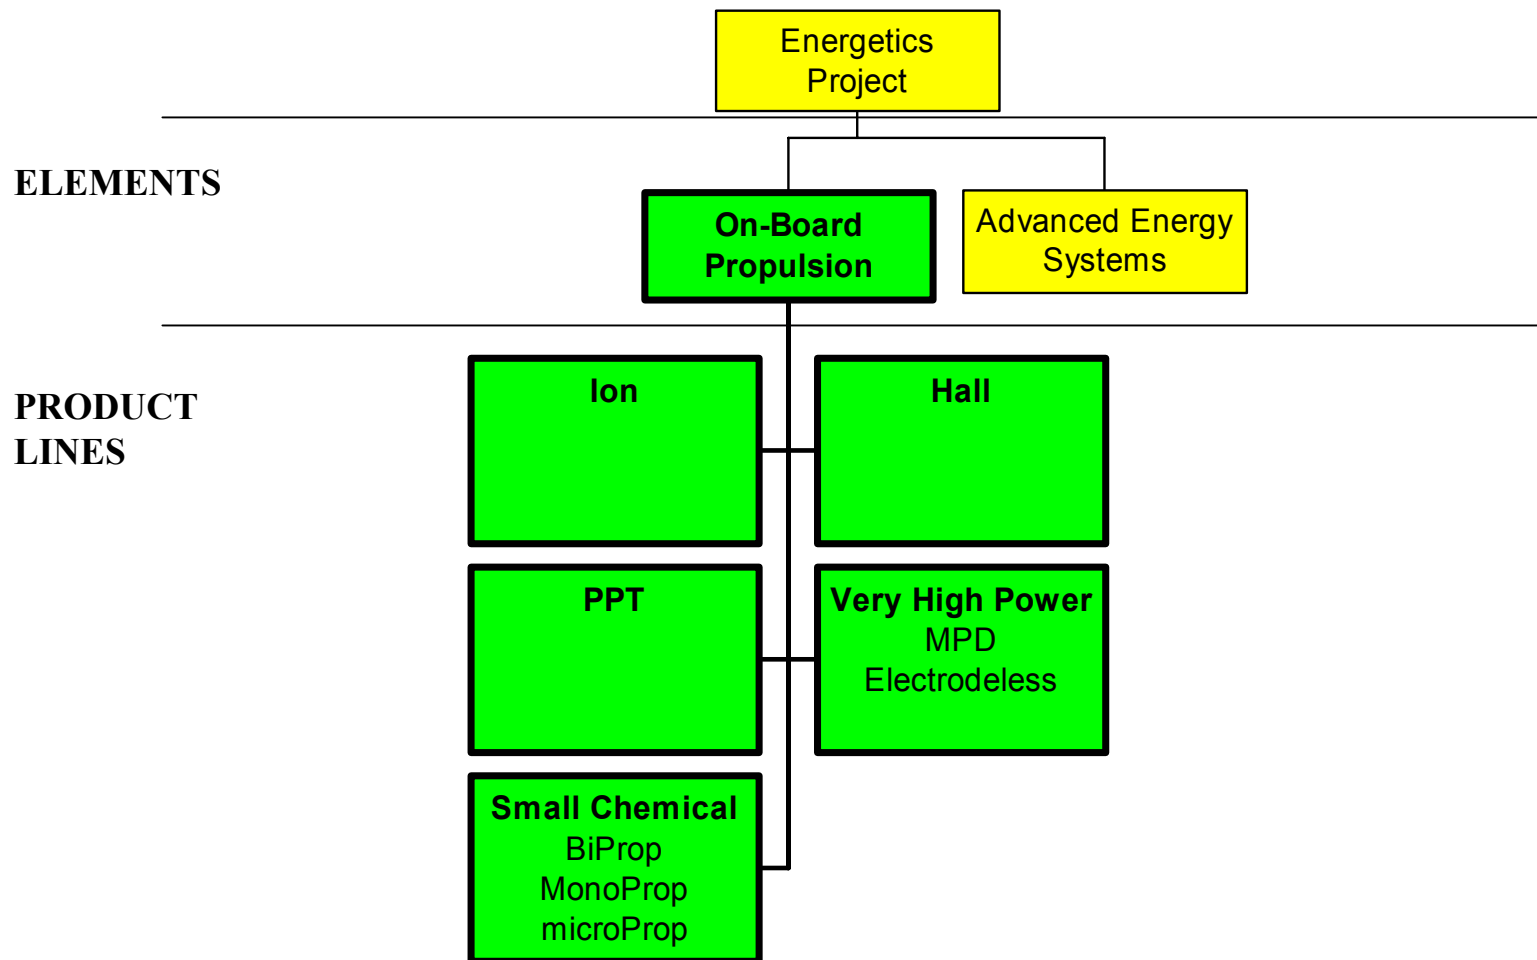 Energetics
Project
ELEMENTS
On-Board
Propulsion
Advanced Energy
Systems
PRODUCT
LINES
Ion
Hall
PPT
Very High Power
MPD
Electrodeless
Small Chemical
BiProp
MonoProp
microProp